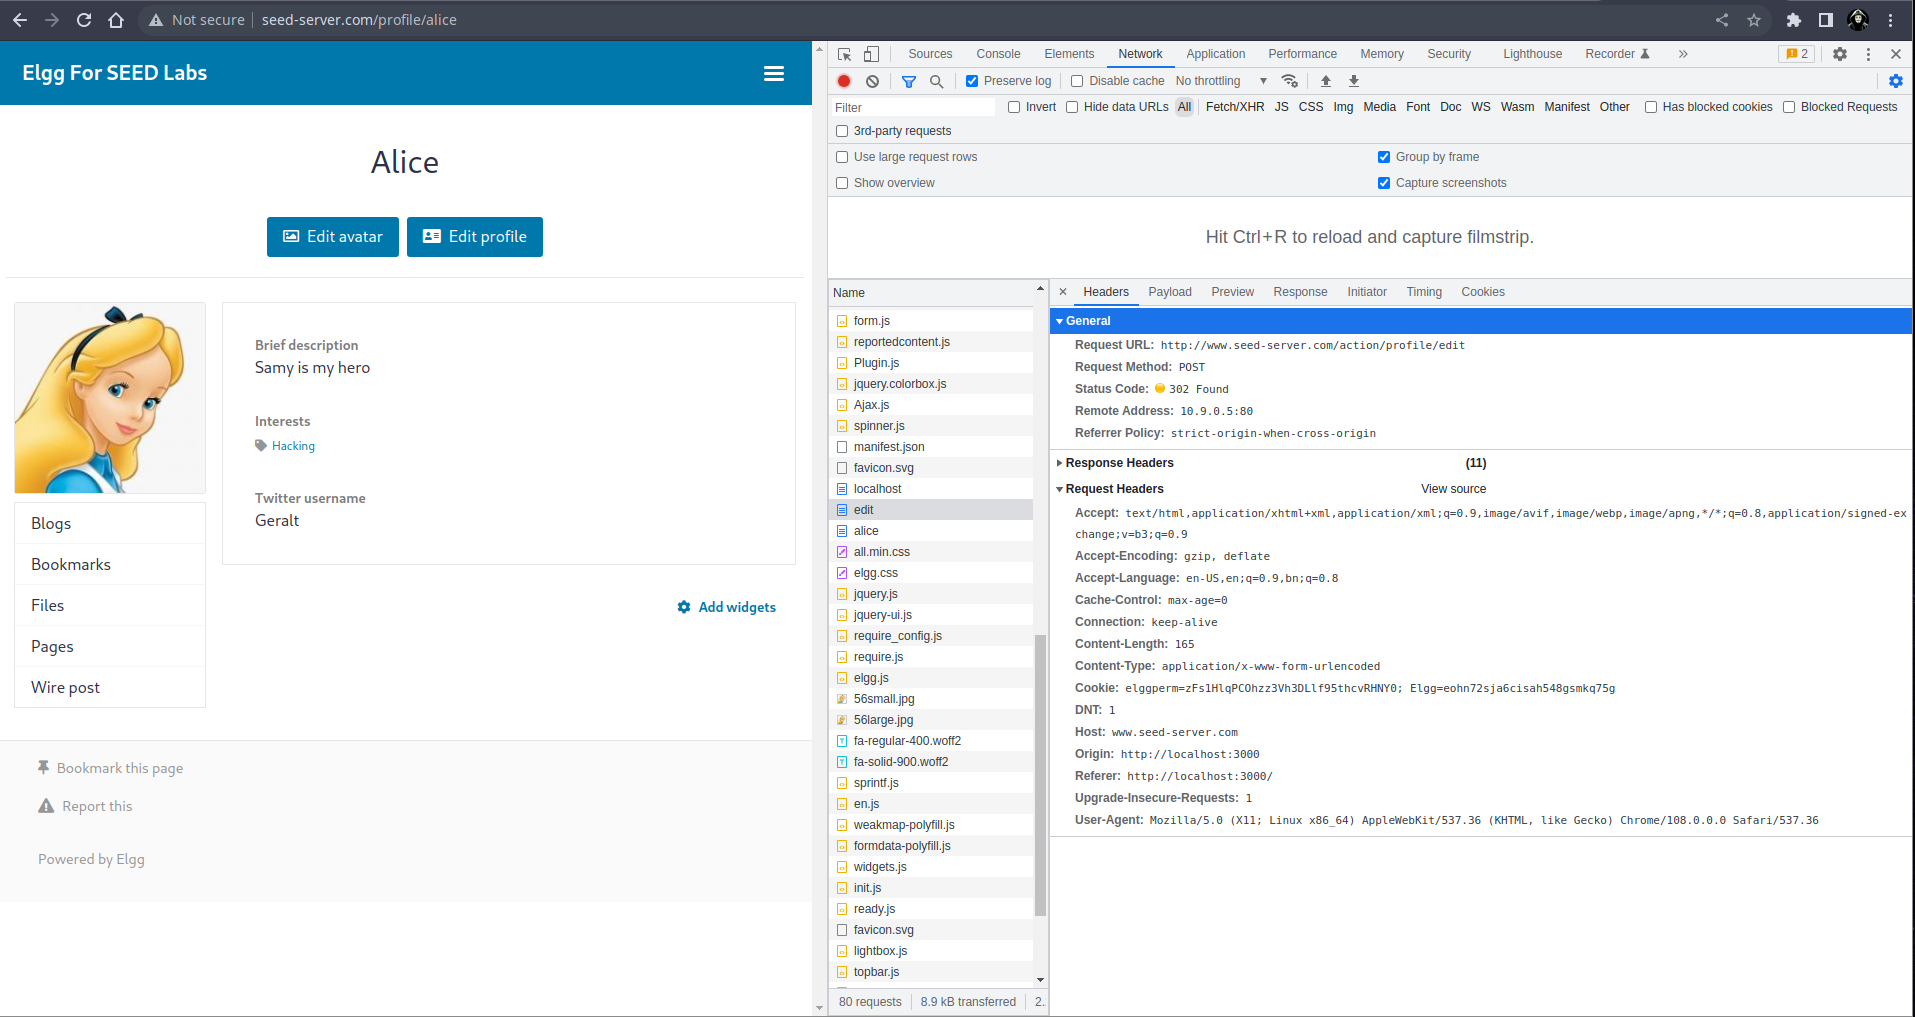 Not secure seed-server.com/profile/alice
Elgg For SEED Labs
Alice
Edit avatar Edit profile
Brief description
Samy is my hero
Interests
Hacking
Twitter username
Geralt
Blogs
Bookmarks
Files
Pages
Wire post
Add widgets
Bookmark this page
Report this
Powered by Elgg
Sources Console Elements Network Application Performance Memory Security Lighthouse Recorder » 2
Preserve log Disable cache No throttling
Filter Invert Hide data URLs All Fetch/XHR JS CSS Img Media Font Doc WS Wasm Manifest Other Has blocked cookies Blocked Requests
3rd-party requests
Use large request rows Group by frame
Show overview Capture screenshots
Hit Ctrl+R to reload and capture filmstrip.
Name
form.js
reportedcontent.js
Plugin.js
jquery.colorbox.js
Ajax.js
spinner.js
manifest.json
favicon.svg
localhost
edit
alice
all.min.css
elgg.css
jquery.js
jquery-ui.js
require_config.js
require.js
elgg.js
56small.jpg
56large.jpg
fa-regular-400.woff2
fa-solid-900.woff2
sprintf.js
en.js
weakmap-polyfill.js
formdata-polyfill.js
widgets.js
init.js
ready.js
favicon.svg
lightbox.js
topbar.js
80 requests 8.9 kB transferred 2.
Headers Payload Preview Response Initiator Timing Cookies
General
Request URL: http://www.seed-server.com/action/profile/edit
Request Method: POST
Status Code: 302 Found
Remote Address: 10.9.0.5:80
Referrer Policy: strict-origin-when-cross-origin
Response Headers (11)
Request Headers View source
Accept: text/html,application/xhtml+xml,application/xml;q=0.9,image/avif,image/webp,image/apng,*/*;q=0.8,application/signed-ex
change;v=b3;q=0.9
Accept-Encoding: gzip, deflate
Accept-Language: en-US,en;q=0.9,bn;q=0.8
Cache-Control: max-age=0
Connection: keep-alive
Content-Length: 165
Content-Type: application/x-www-form-urlencoded
Cookie: elggperm=zFs1HlqPCOhzz3Vh3DLlf95thcvRHNY0; Elgg=eohn72sja6cisah548gsmkq75g
DNT: 1
Host: www.seed-server.com
Origin: http://localhost:3000
Referer: http://localhost:3000/
Upgrade-Insecure-Requests: 1
User-Agent: Mozilla/5.0 (X11; Linux x86_64) AppleWebKit/537.36 (KHTML, like Gecko) Chrome/108.0.0.0 Safari/537.36